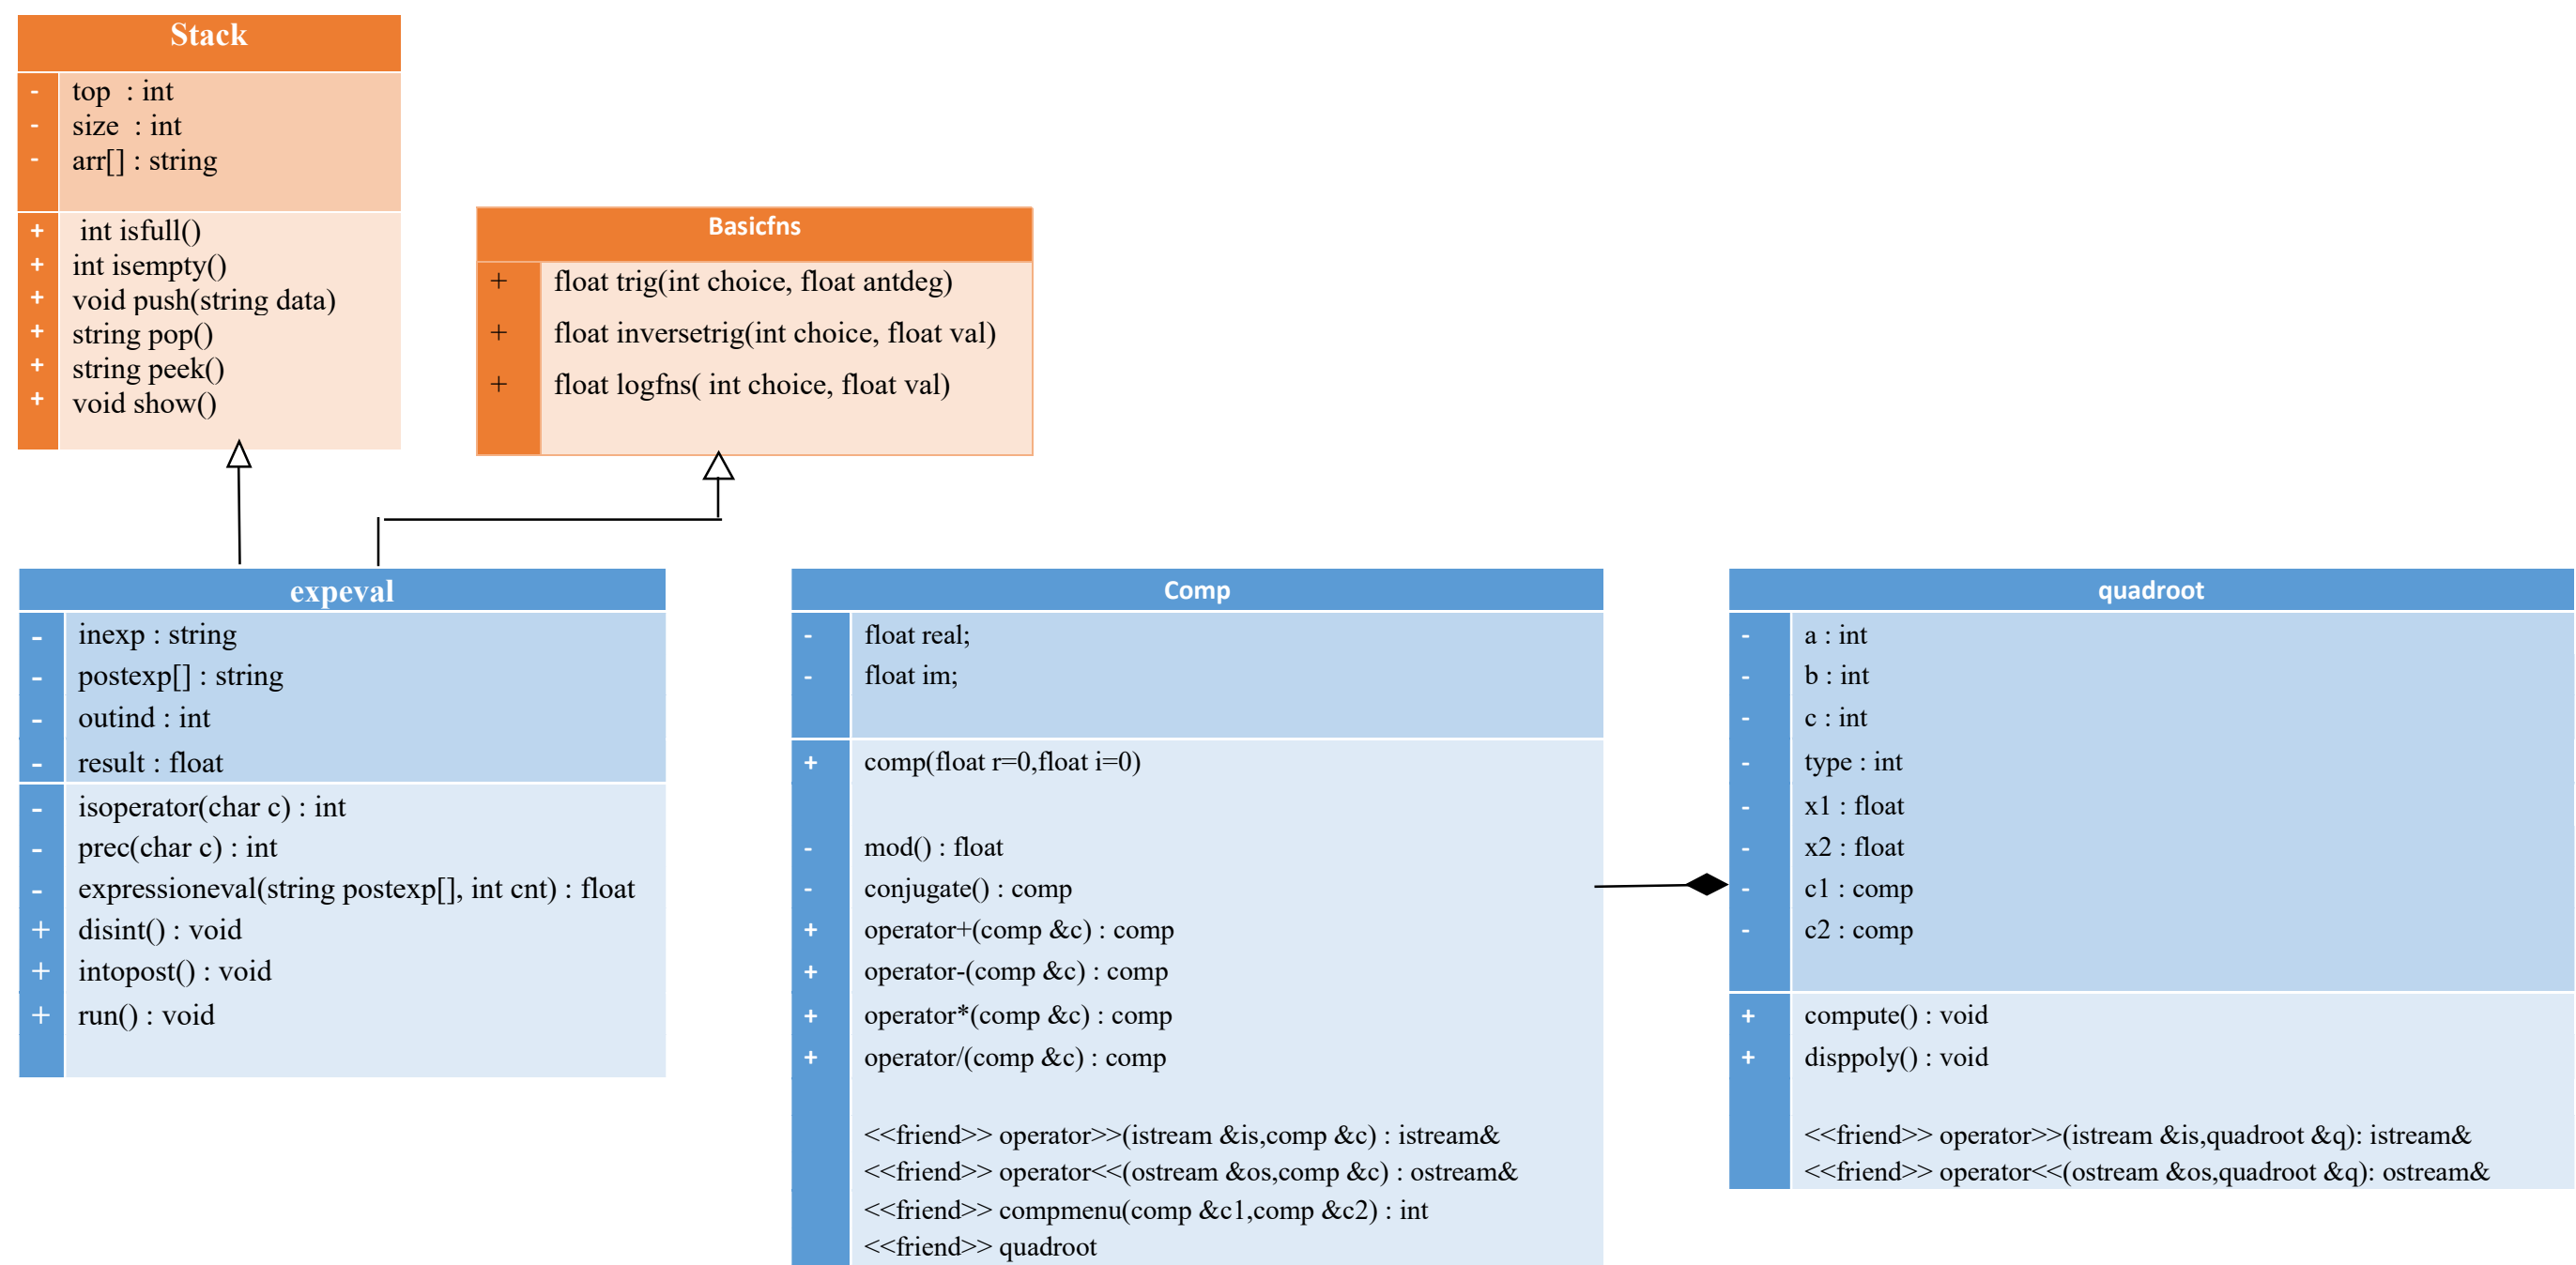 Stack
- top : int
- size : int
- arr[] : string
+ int isfull()
+ int isempty()
+ void push(string data)
+ string pop()
+ string peek()
+ void show()
Basicfns
+ float trig(int choice, float antdeg)
+ float inversetrig(int choice, float val)
+ float logfns( int choice, float val)
expeval
- inexp : string
- postexp[] : string
- outind : int
- result : float
- isoperator(char c) : int
- prec(char c) : int
- expressioneval(string postexp[], int cnt) : float
+ disint() : void
+ intopost() : void
+ run() : void
Comp
- float real;
- float im;
+ comp(float r=0,float i=0)
- mod() : float
- conjugate() : comp
+ operator+(comp &c) : comp
+ operator-(comp &c) : comp
+ operator*(comp &c) : comp
+ operator/(comp &c) : comp
<<friend>> operator>>(istream &is,comp &c) : istream&
<<friend>> operator<<(ostream &os,comp &c) : ostream&
<<friend>> compmenu(comp &c1,comp &c2) : int
<<friend>> quadroot
quadroot
- a : int
- b : int
- c : int
- type : int
- x1 : float
- x2 : float
- c1 : comp
- c2 : comp
+ compute() : void
+ disppoly() : void
<<friend>> operator>>(istream &is,quadroot &q): istream&
<<friend>> operator<<(ostream &os,quadroot &q): ostream&